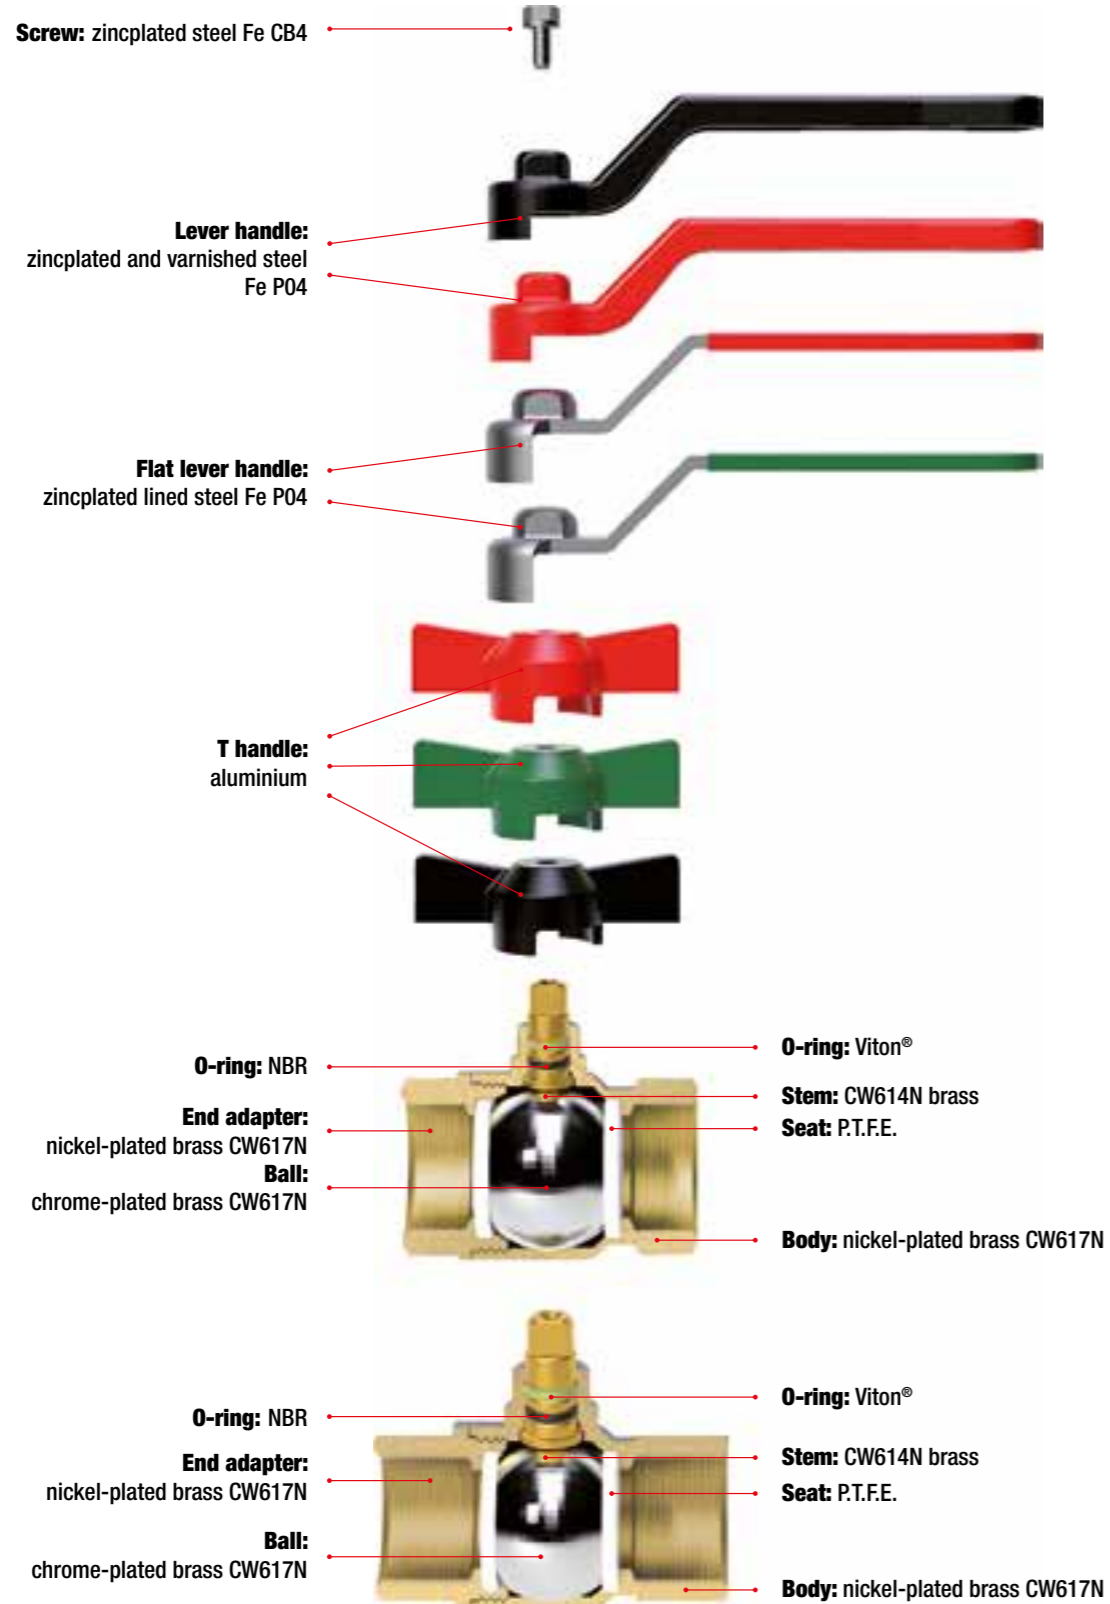 Screw: zincplated steel Fe CB4
Lever handle:
zincplated and varnished steel
Fe P04
Flat lever handle:
zincplated lined steel Fe P04
T handle:
aluminium
O-ring: NBR
End adapter:
nickel-plated brass CW617N
Ball:
chrome-plated brass CW617N
O-ring: Viton®
Stem: CW614N brass
Seat: P.T.F.E.
Body: nickel-plated brass CW617N
O-ring: NBR
End adapter:
nickel-plated brass CW617N
Ball:
chrome-plated brass CW617N
O-ring: Viton®
Stem: CW614N brass
Seat: P.T.F.E.
Body: nickel-plated brass CW617N